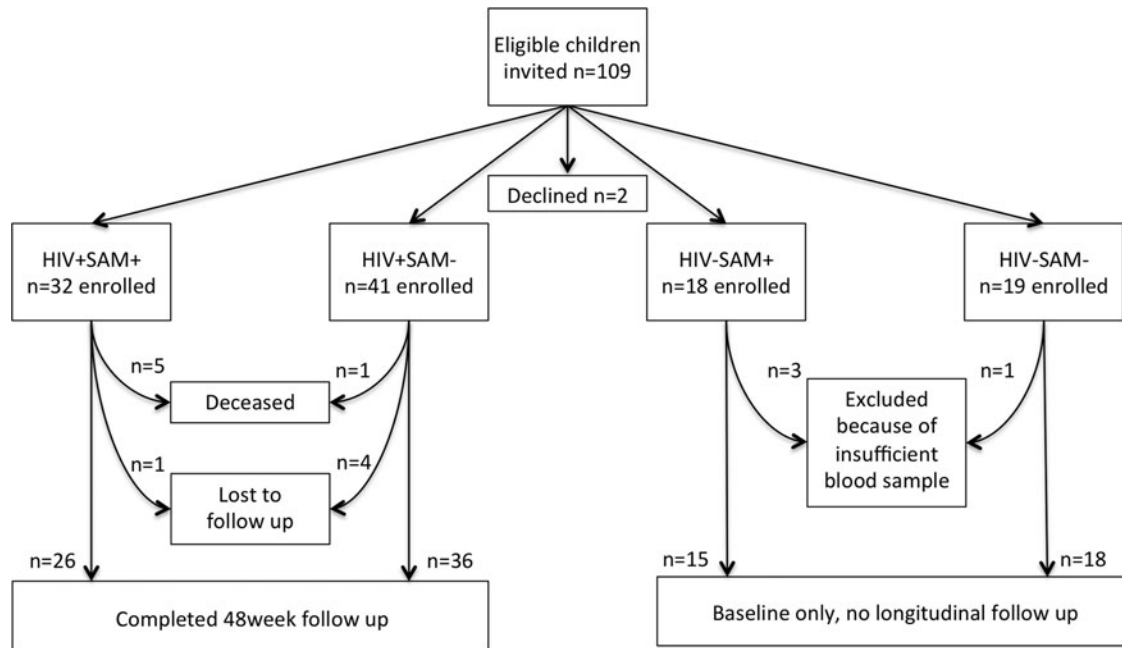 Eligible children
invited n=109
Declined n=2
HIV+SAM+
n=32 enrolled
HIV+SAM-
n=41 enrolled
HIV-SAM+
n=18 enrolled
HIV-SAM-
n=19 enrolled
n=5
n=1
Deceased
n=3
n=1
Excluded
because of
insufficient
blood sample
n=1
n=4
Lost to
follow up
n=26
n=36
n=15
n=18
Completed 48week follow up
Baseline only, no longitudinal follow up